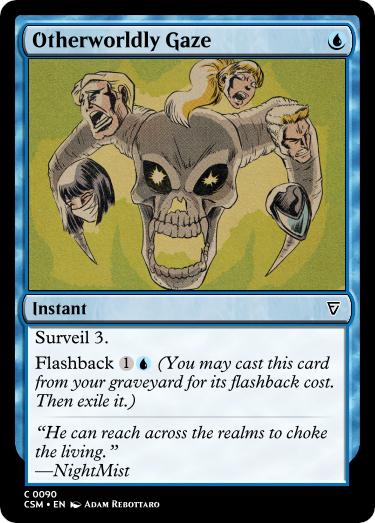 Otherworldly Gaze
Instant
Surveil 3.
Flashback 1 (You may cast this card
from your graveyard for its flashback cost.
Then exile it.)
"He can reach across the realms to choke
the living."
—NightMist
C 0090
CSM • EN Adam Rebottaro